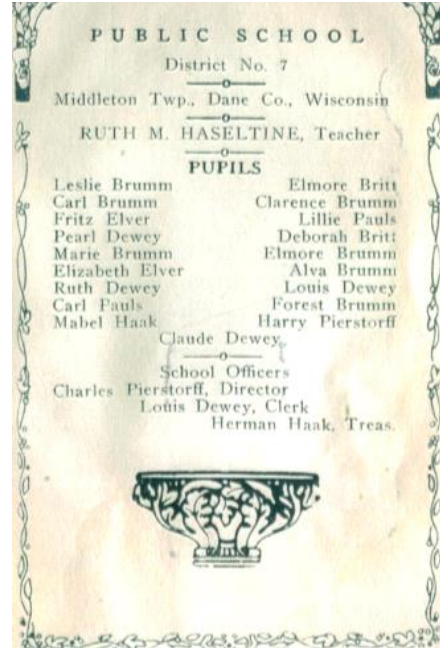 PUBLIC SCHOOL
District No. 7
Middleton Twp., Dane Co., Wisconsin
RUTH M. HASELTINE, Teacher
PUPILS
Leslie Brumm Elmore Britt
Carl Brumm Clarence Brumm
Fritz Elver Lillie Pauls
Pearl Dewey Deborah Britt
Marie Brumm Elmore Brumm
Elizabeth Elver Alva Brumm
Ruth Dewey Louis Dewey
Carl Pauls Forest Brumm
Mabel Haak Harry Pierstorff
Claude Dewey
School Officers
Charles Pierstorff, Director
Louis Dewey, Clerk
Herman Haak, Treas.